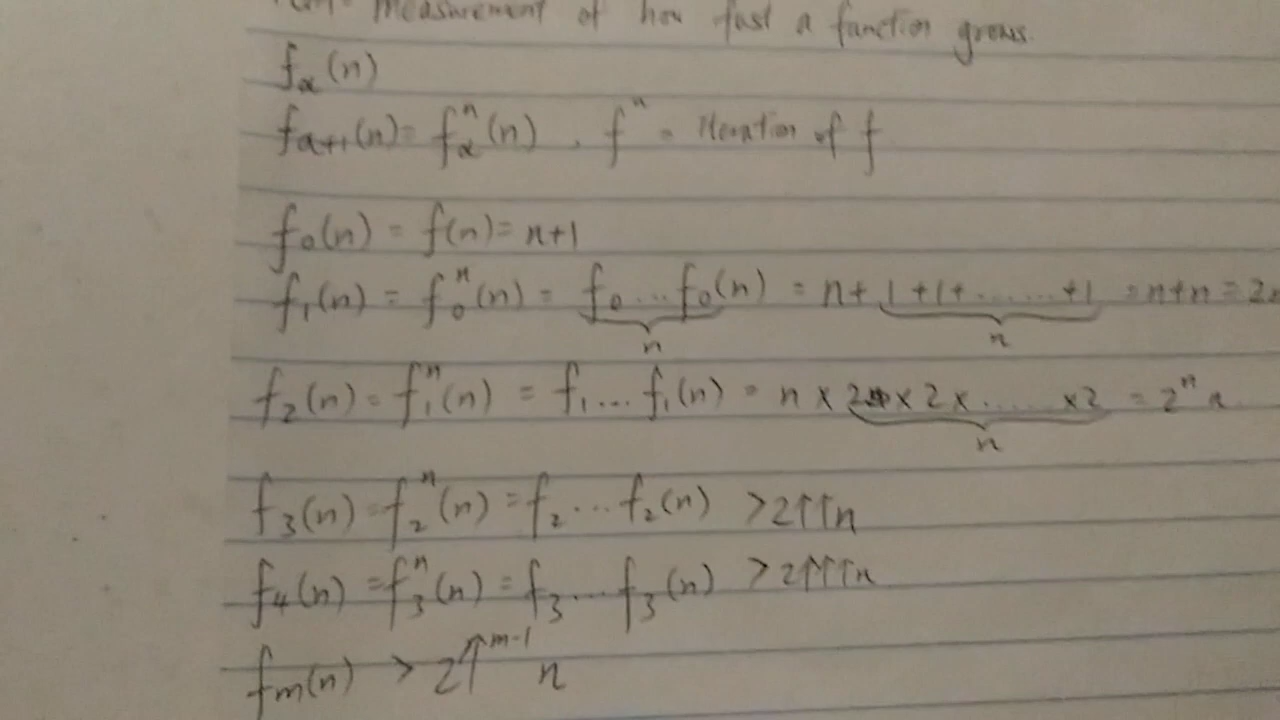 measurement of how fast a function grows.
fα(n)
fα+1(n) = fαⁿ(n) , fⁿ = Iteration of f
f₀(n) = f(n) = n+1
f₁(n) = f₀ⁿ(n) = f₀...f₀(n) = n + 1+1+......+1 = n+n = 2n
n n
f₂(n) = f₁ⁿ(n) = f₁...f₁(n) = n × 2 × 2 × ...... ×2 = 2ⁿn
n
f₃(n) = f₂ⁿ(n) = f₂...f₂(n) > 2↑↑n
f₄(n) = f₃ⁿ(n) = f₃...f₃(n) > 2↑↑↑n
fm(n) > 2↑ᵐ⁻¹n